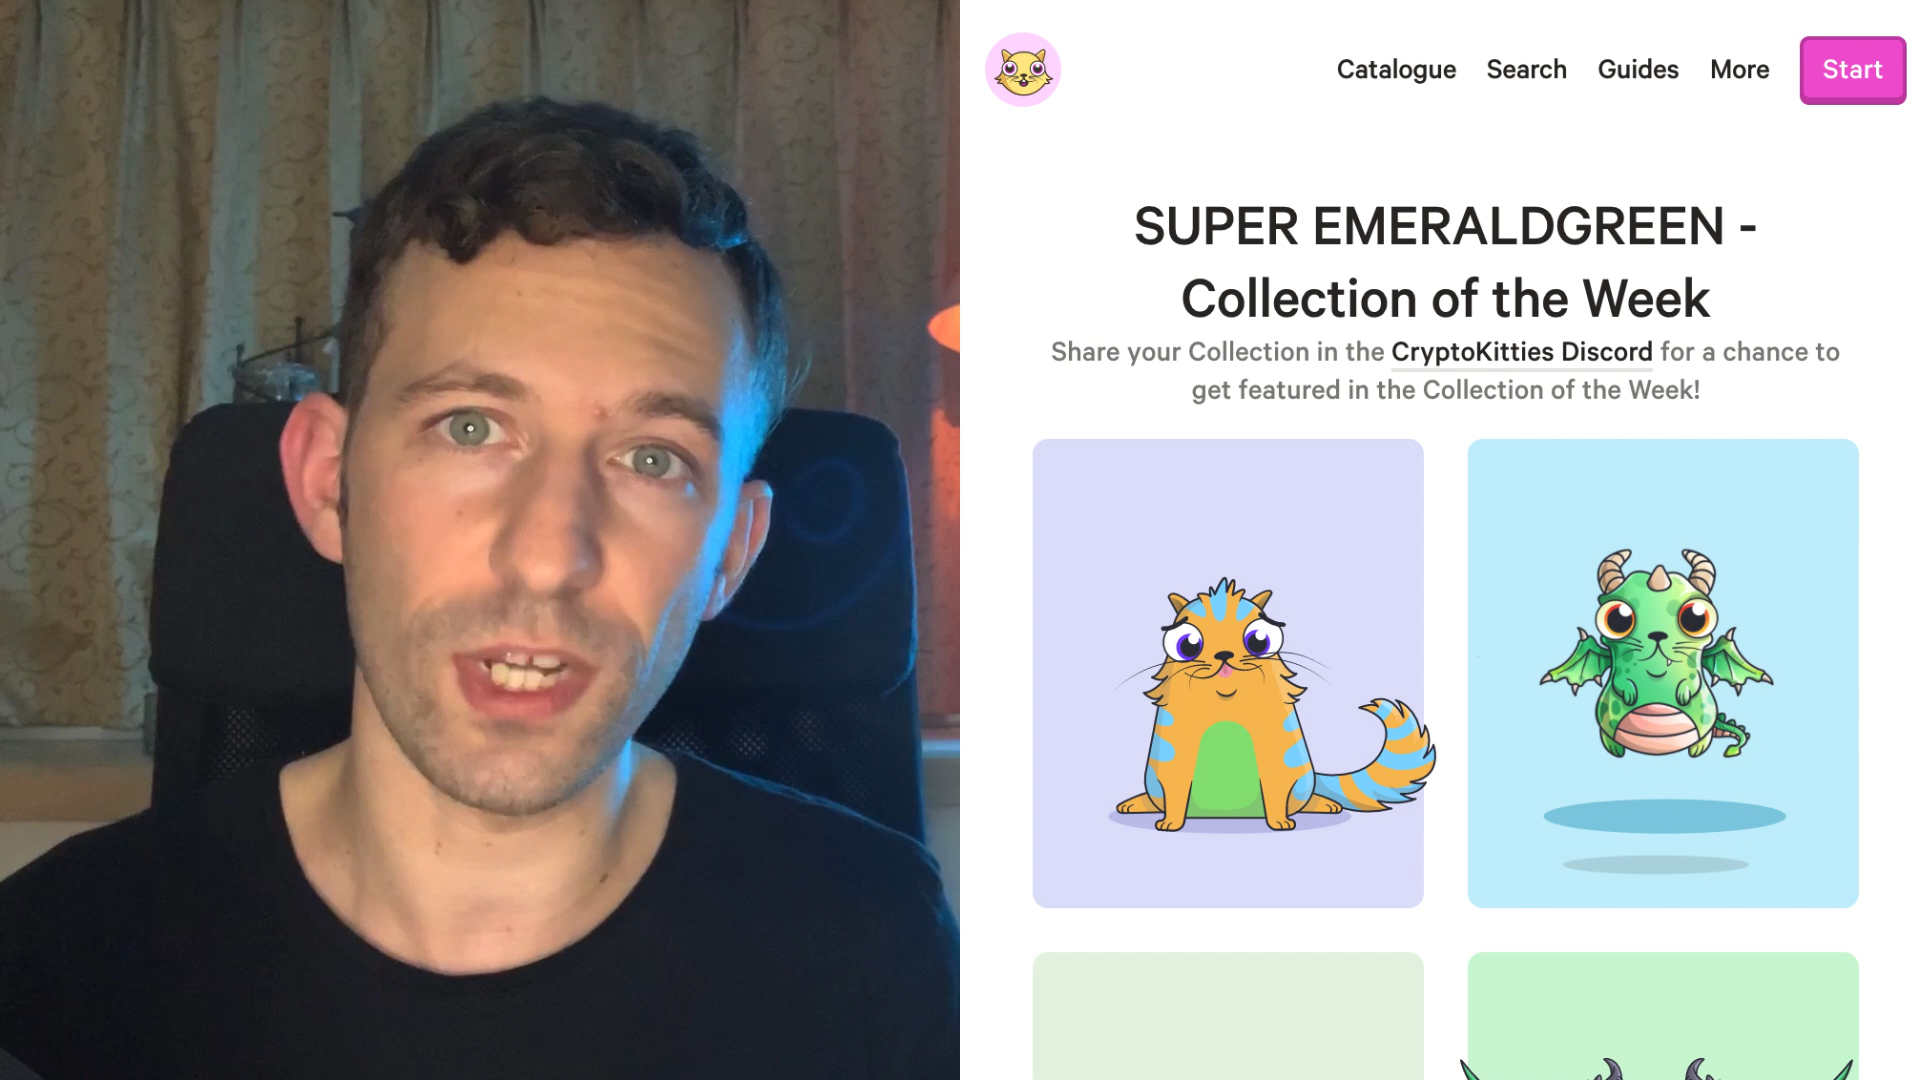 Catalogue Search Guides More Start
SUPER EMERALDGREEN -
Collection of the Week
Share your Collection in the CryptoKitties Discord for a chance to
get featured in the Collection of the Week!